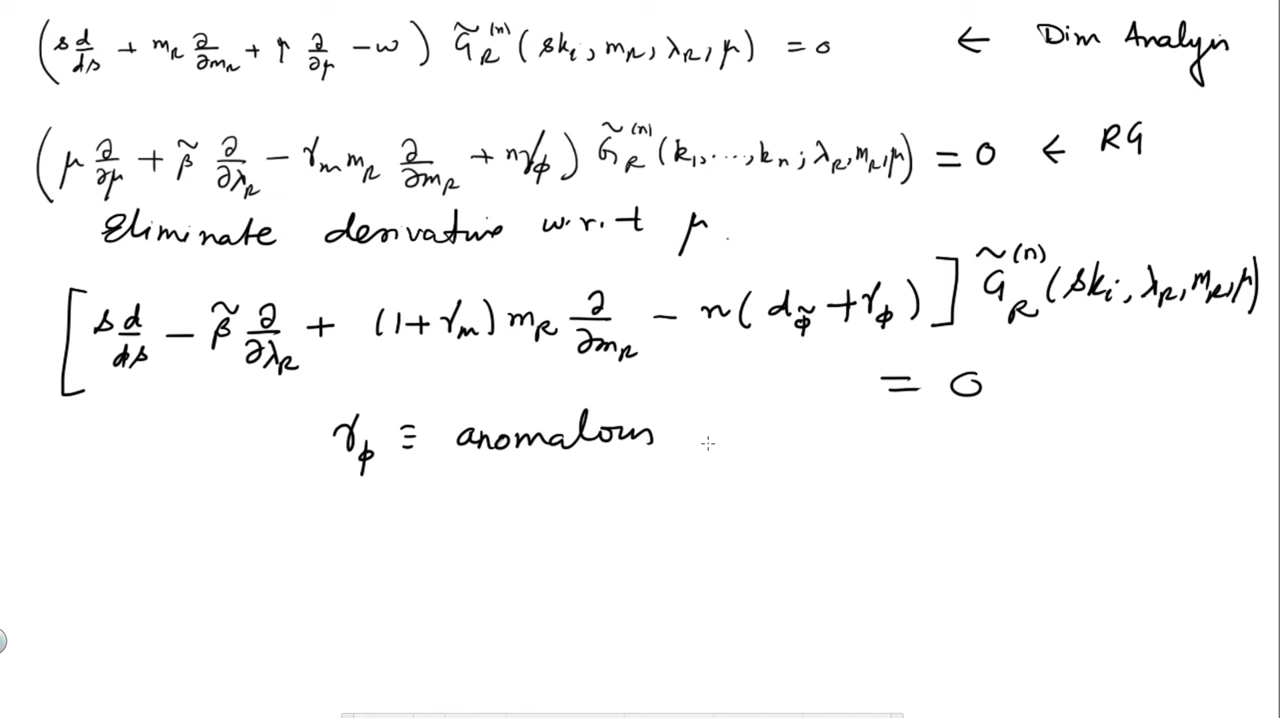 (s d/ds + m_R ∂/∂m_R + μ ∂/∂μ − ω) G̃_R^(n) (sk_i, m_R, λ_R, μ) = 0 ← Dim Analysis
(μ ∂/∂μ + β̃ ∂/∂λ_R − γ_m m_R ∂/∂m_R + nγ_ϕ) G̃_R^(n) (k_1, ..., k_n; λ_R, m_R, μ) = 0 ← RG
Eliminate derivative w.r.t μ.
[s d/ds − β̃ ∂/∂λ_R + (1+γ_m) m_R ∂/∂m_R − n(d_ϕ̃ + γ_ϕ)] G̃_R^(n) (sk_i, λ_R, m_R, μ)
= 0
γ_ϕ ≡ anomalous